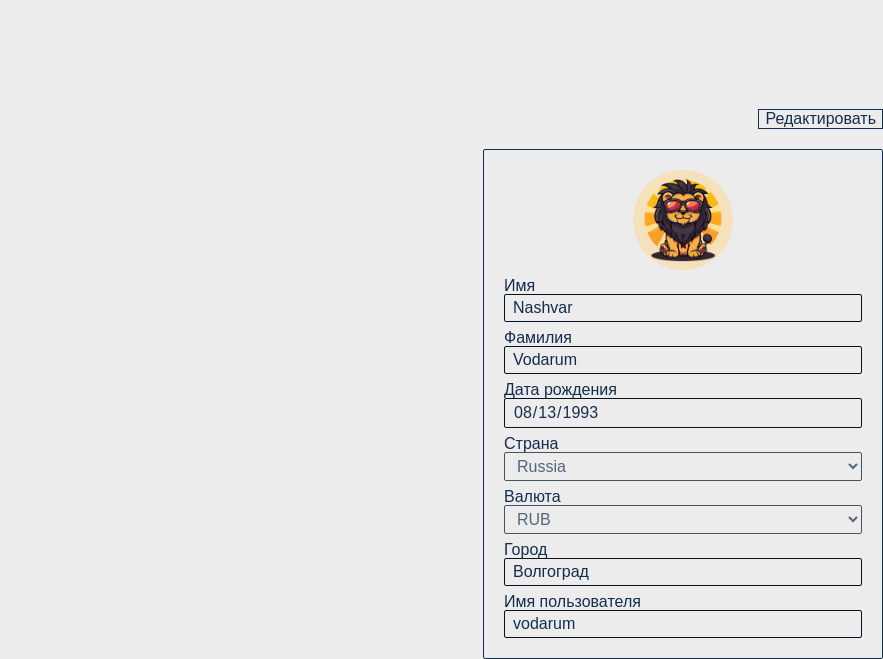 Редактировать
Имя
Nashvar
Фамилия
Vodarum
Дата рождения
08/13/1993
Страна
Russia
Валюта
RUB
Город
Волгоград
Имя пользователя
vodarum